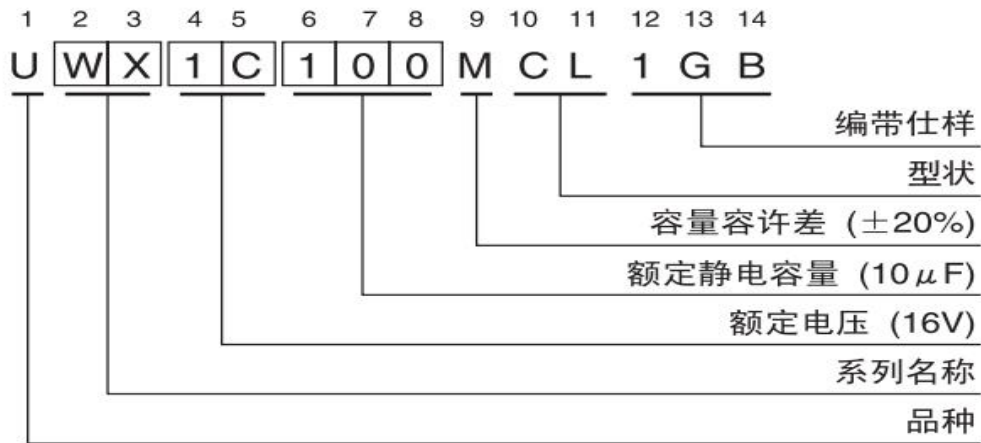 1 2 3 4 5 6 7 8 9 10 11 12 13 14
U W X 1 C 1 0 0 M C L 1 G B
编带仕样
型状
容量容许差 (±20%)
额定静电容量 (10μF)
额定电压 (16V)
系列名称
品种